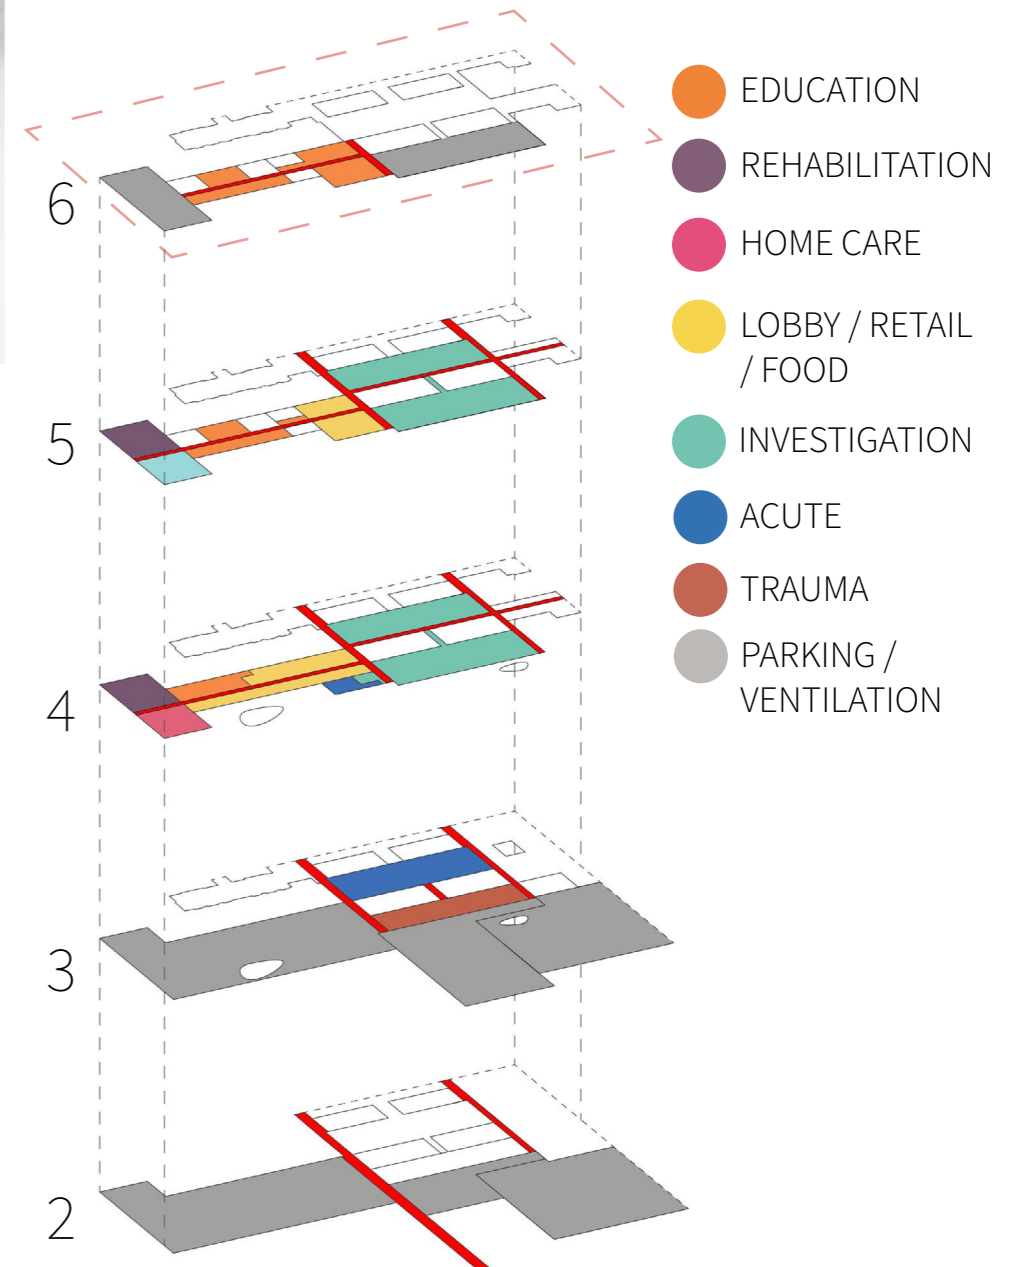 EDUCATION
REHABILITATION
HOME CARE
LOBBY / RETAIL
/ FOOD
INVESTIGATION
ACUTE
TRAUMA
PARKING /
VENTILATION
6
5
4
3
2